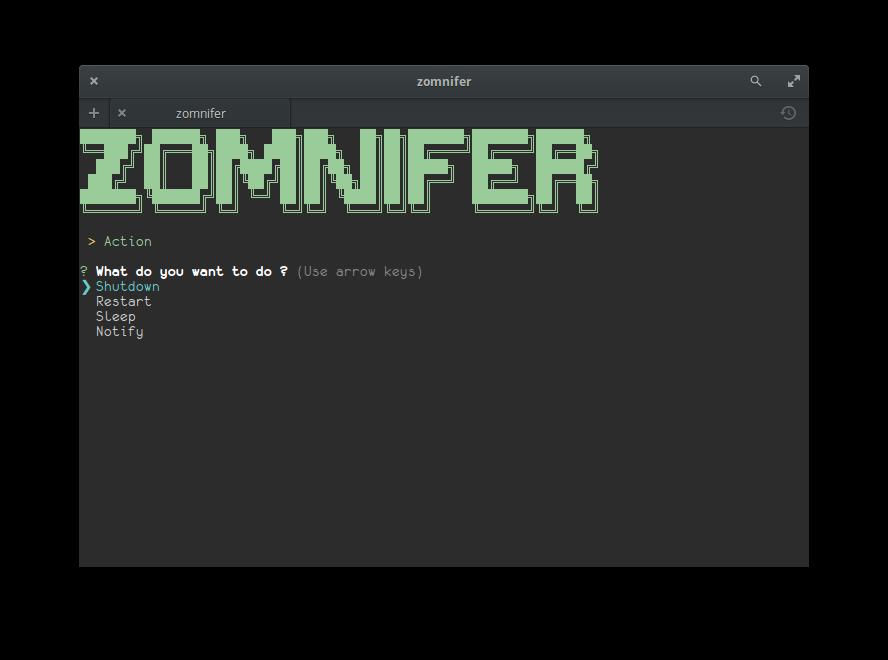 zomnifer
zomnifer
ZOMNIFER
> Action
? What do you want to do ? (Use arrow keys)
❯ Shutdown
Restart
Sleep
Notify